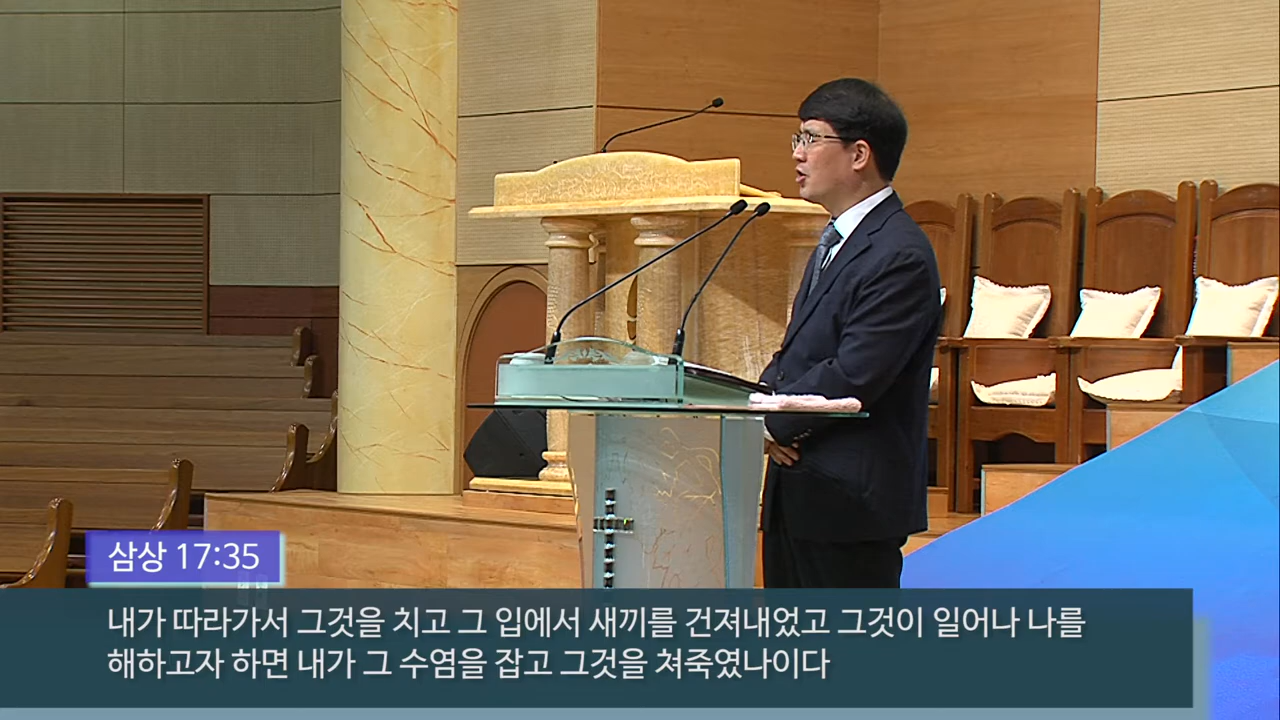 삼상 17:35
내가 따라가서 그것을 치고 그 입에서 새끼를 건져내었고 그것이 일어나 나를
해하고자 하면 내가 그 수염을 잡고 그것을 쳐죽였나이다